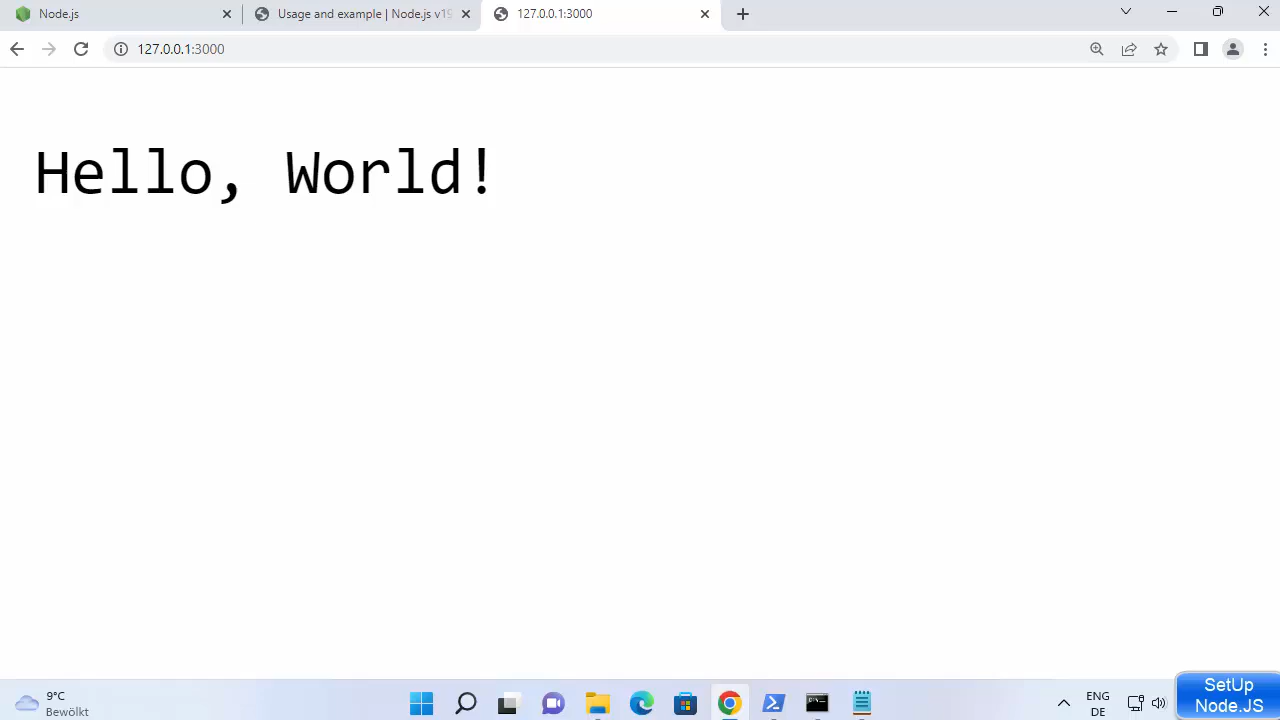 Node.js
Usage and example | Node.js v19
127.0.0.1:3000
127.0.0.1:3000
Hello, World!
9°C
Bewölkt
ENG
DE
SetUp
Node.JS